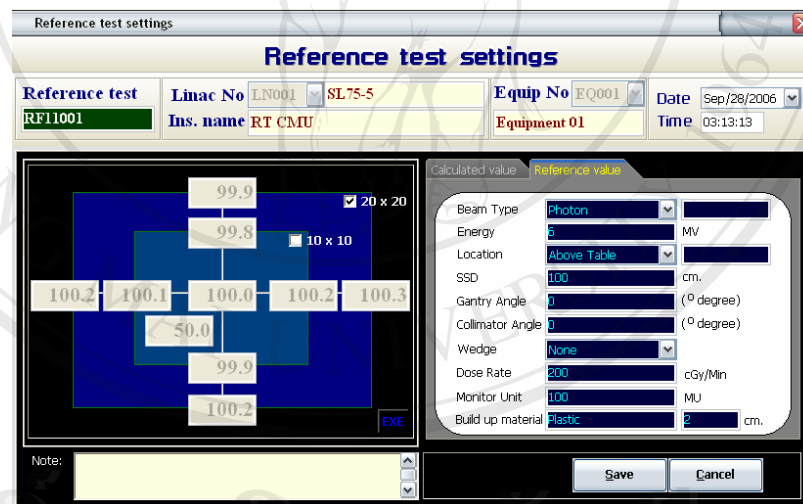 Reference test settings
Reference test settings
Reference test
RF11001
Linac No LN001 SL75-5
Ins. name RT CMU
Equip No EQ001
Equipment 01
Date Sep/28/2006
Time 03:13:13
99.9
20 x 20
99.8
10 x 10
100.2 100.1 100.0 100.2 100.3
50.0
99.9
100.2
EXE
Note:
Calculated value Reference value
Beam Type Photon
Energy 6 MV
Location Above Table
SSD 100 cm.
Gantry Angle 0 (º degree)
Collimator Angle 0 (º degree)
Wedge None
Dose Rate 200 cGy/Min
Monitor Unit 100 MU
Build up material Plastic 2 cm.
Save Cancel